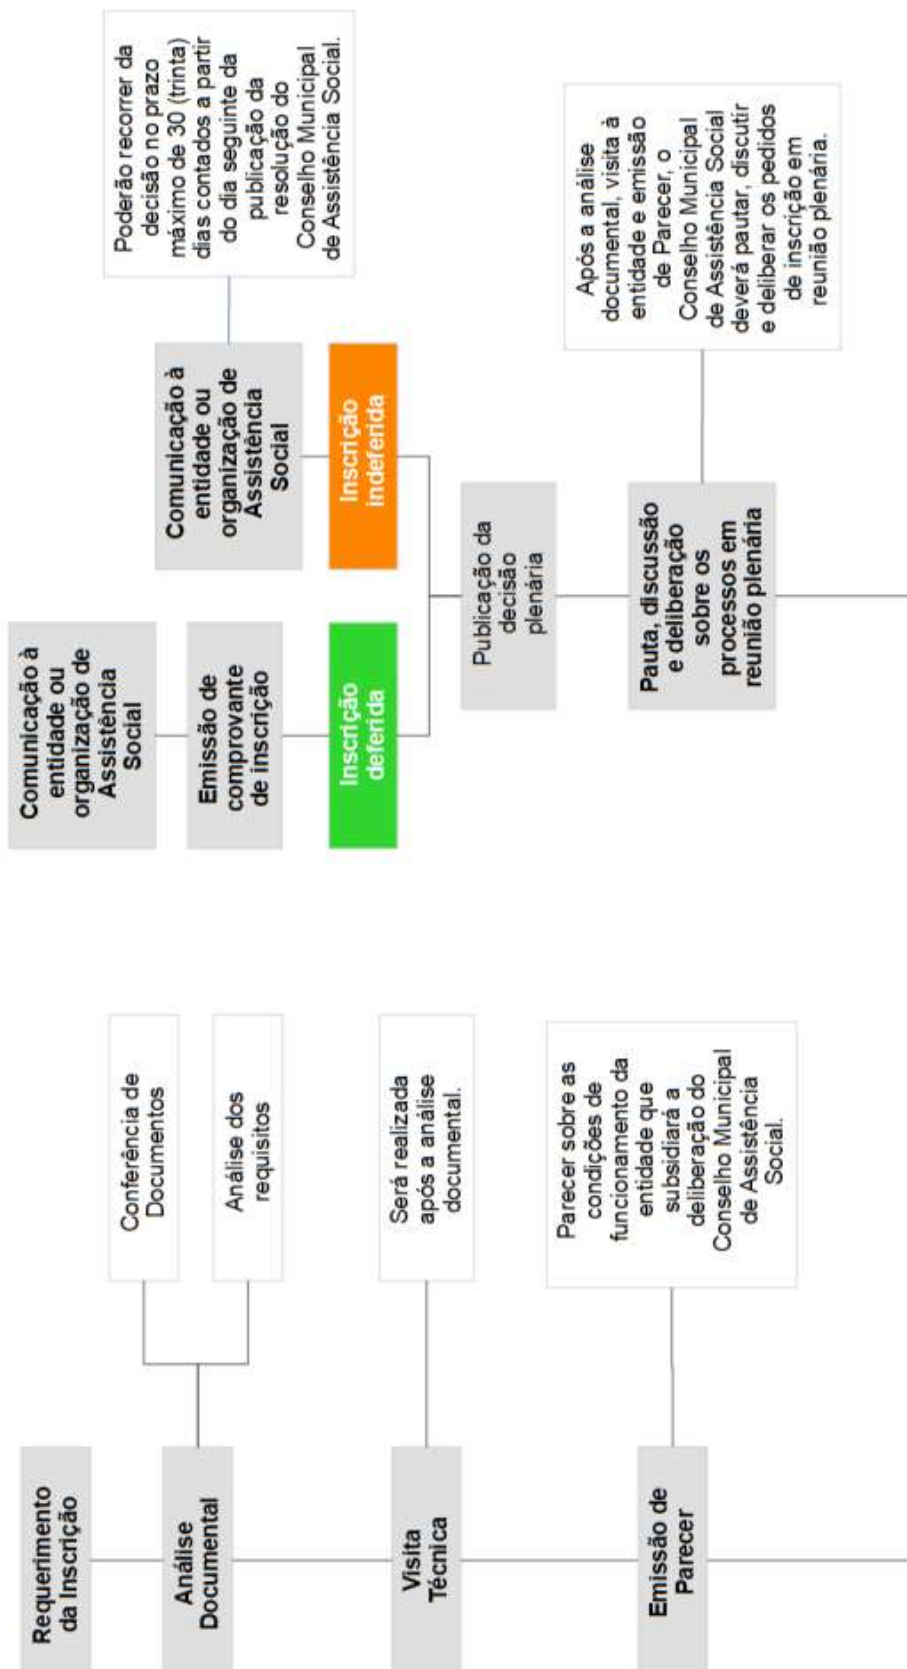 Requerimento
da Inscrição
Análise
Documental
Conferência de
Documentos
Análise dos
requisitos
Visita
Técnica
Será realizada
após a análise
documental.
Emissão de
Parecer
Parecer sobre as
condições de
funcionamento da
entidade que
subsidiará a
deliberação do
Conselho Municipal
de Assistência
Social.
Pauta, discussão
e deliberação
sobre os
processos em
reunião plenária
Após a análise
documental, visita à
entidade e emissão
de Parecer, o
Conselho Municipal
de Assistência Social
deverá pautar, discutir
e deliberar os pedidos
de inscrição em
reunião plenária.
Publicação da
decisão
plenária
Inscrição
deferida
Emissão de
comprovante
de inscrição
Comunicação à
entidade ou
organização de
Assistência
Social
Inscrição
indeferida
Comunicação à
entidade ou
organização de
Assistência
Social
Poderão recorrer da
decisão no prazo
máximo de 30 (trinta)
dias contados a partir
do dia seguinte da
publicação da
resolução do
Conselho Municipal
de Assistência Social.